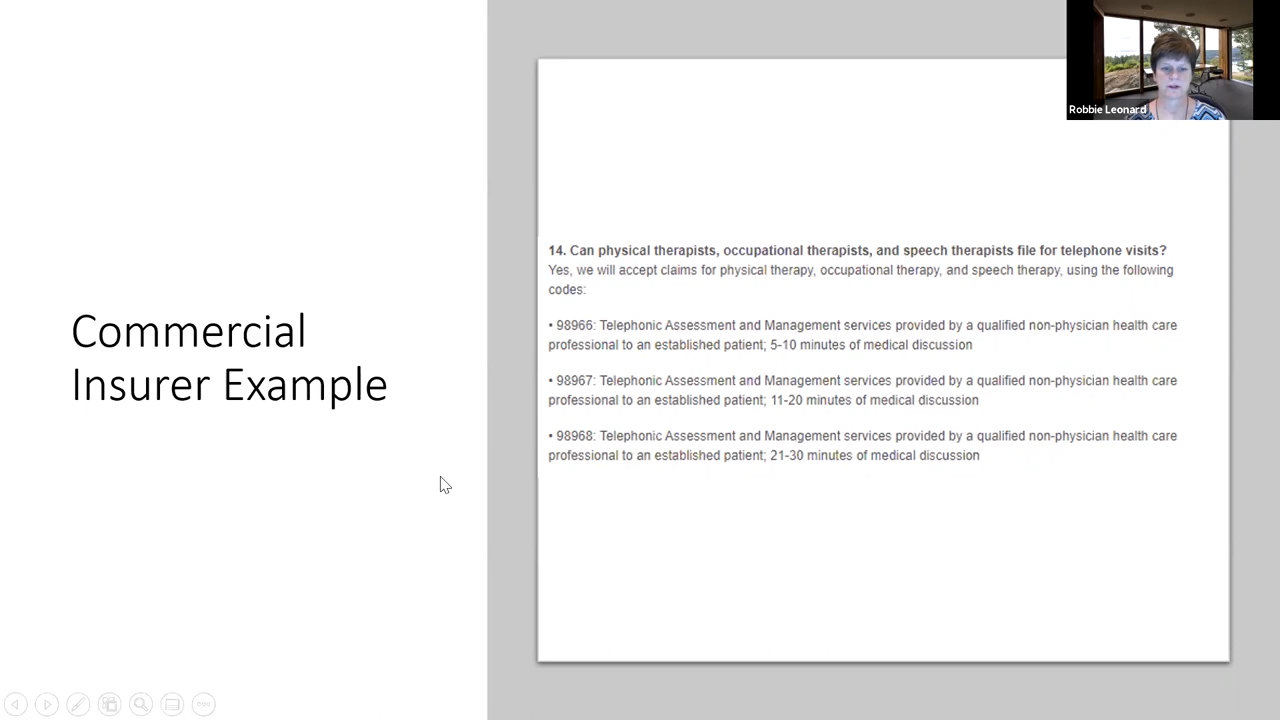 Robbie Leonard
Commercial
Insurer Example
14. Can physical therapists, occupational therapists, and speech therapists file for telephone visits?
Yes, we will accept claims for physical therapy, occupational therapy, and speech therapy, using the following
codes:
• 98966: Telephonic Assessment and Management services provided by a qualified non-physician health care
professional to an established patient; 5-10 minutes of medical discussion
• 98967: Telephonic Assessment and Management services provided by a qualified non-physician health care
professional to an established patient; 11-20 minutes of medical discussion
• 98968: Telephonic Assessment and Management services provided by a qualified non-physician health care
professional to an established patient; 21-30 minutes of medical discussion